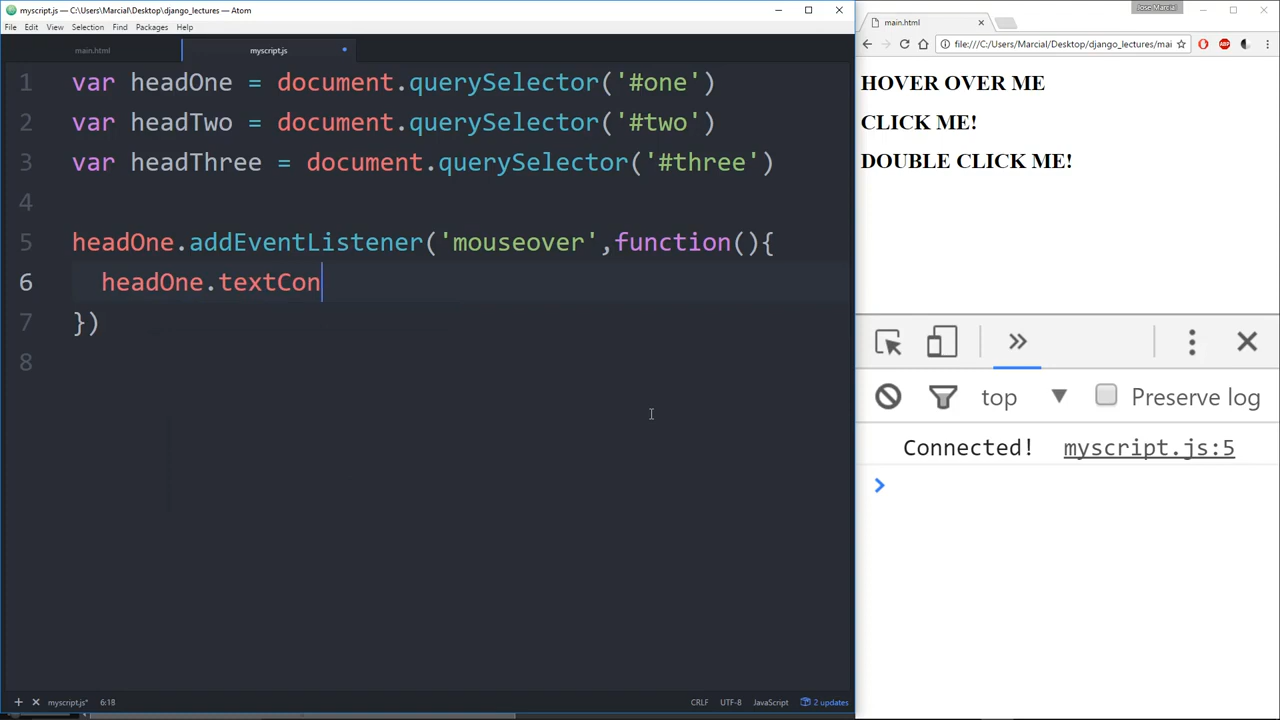 myscript.js — C:\Users\Marcial\Desktop\django_lectures — Atom
File Edit View Selection Find Packages Help
main.html
myscript.js
1 var headOne = document.querySelector('#one')
2 var headTwo = document.querySelector('#two')
3 var headThree = document.querySelector('#three')
4
5 headOne.addEventListener('mouseover',function(){
6 headOne.textCon
7 })
8
myscript.js* 6:18 CRLF UTF-8 JavaScript 2 updates
Jose Marcial
main.html
file:///C:/Users/Marcial/Desktop/django_lectures/mai
HOVER OVER ME
CLICK ME!
DOUBLE CLICK ME!
top Preserve log
Connected! myscript.js:5